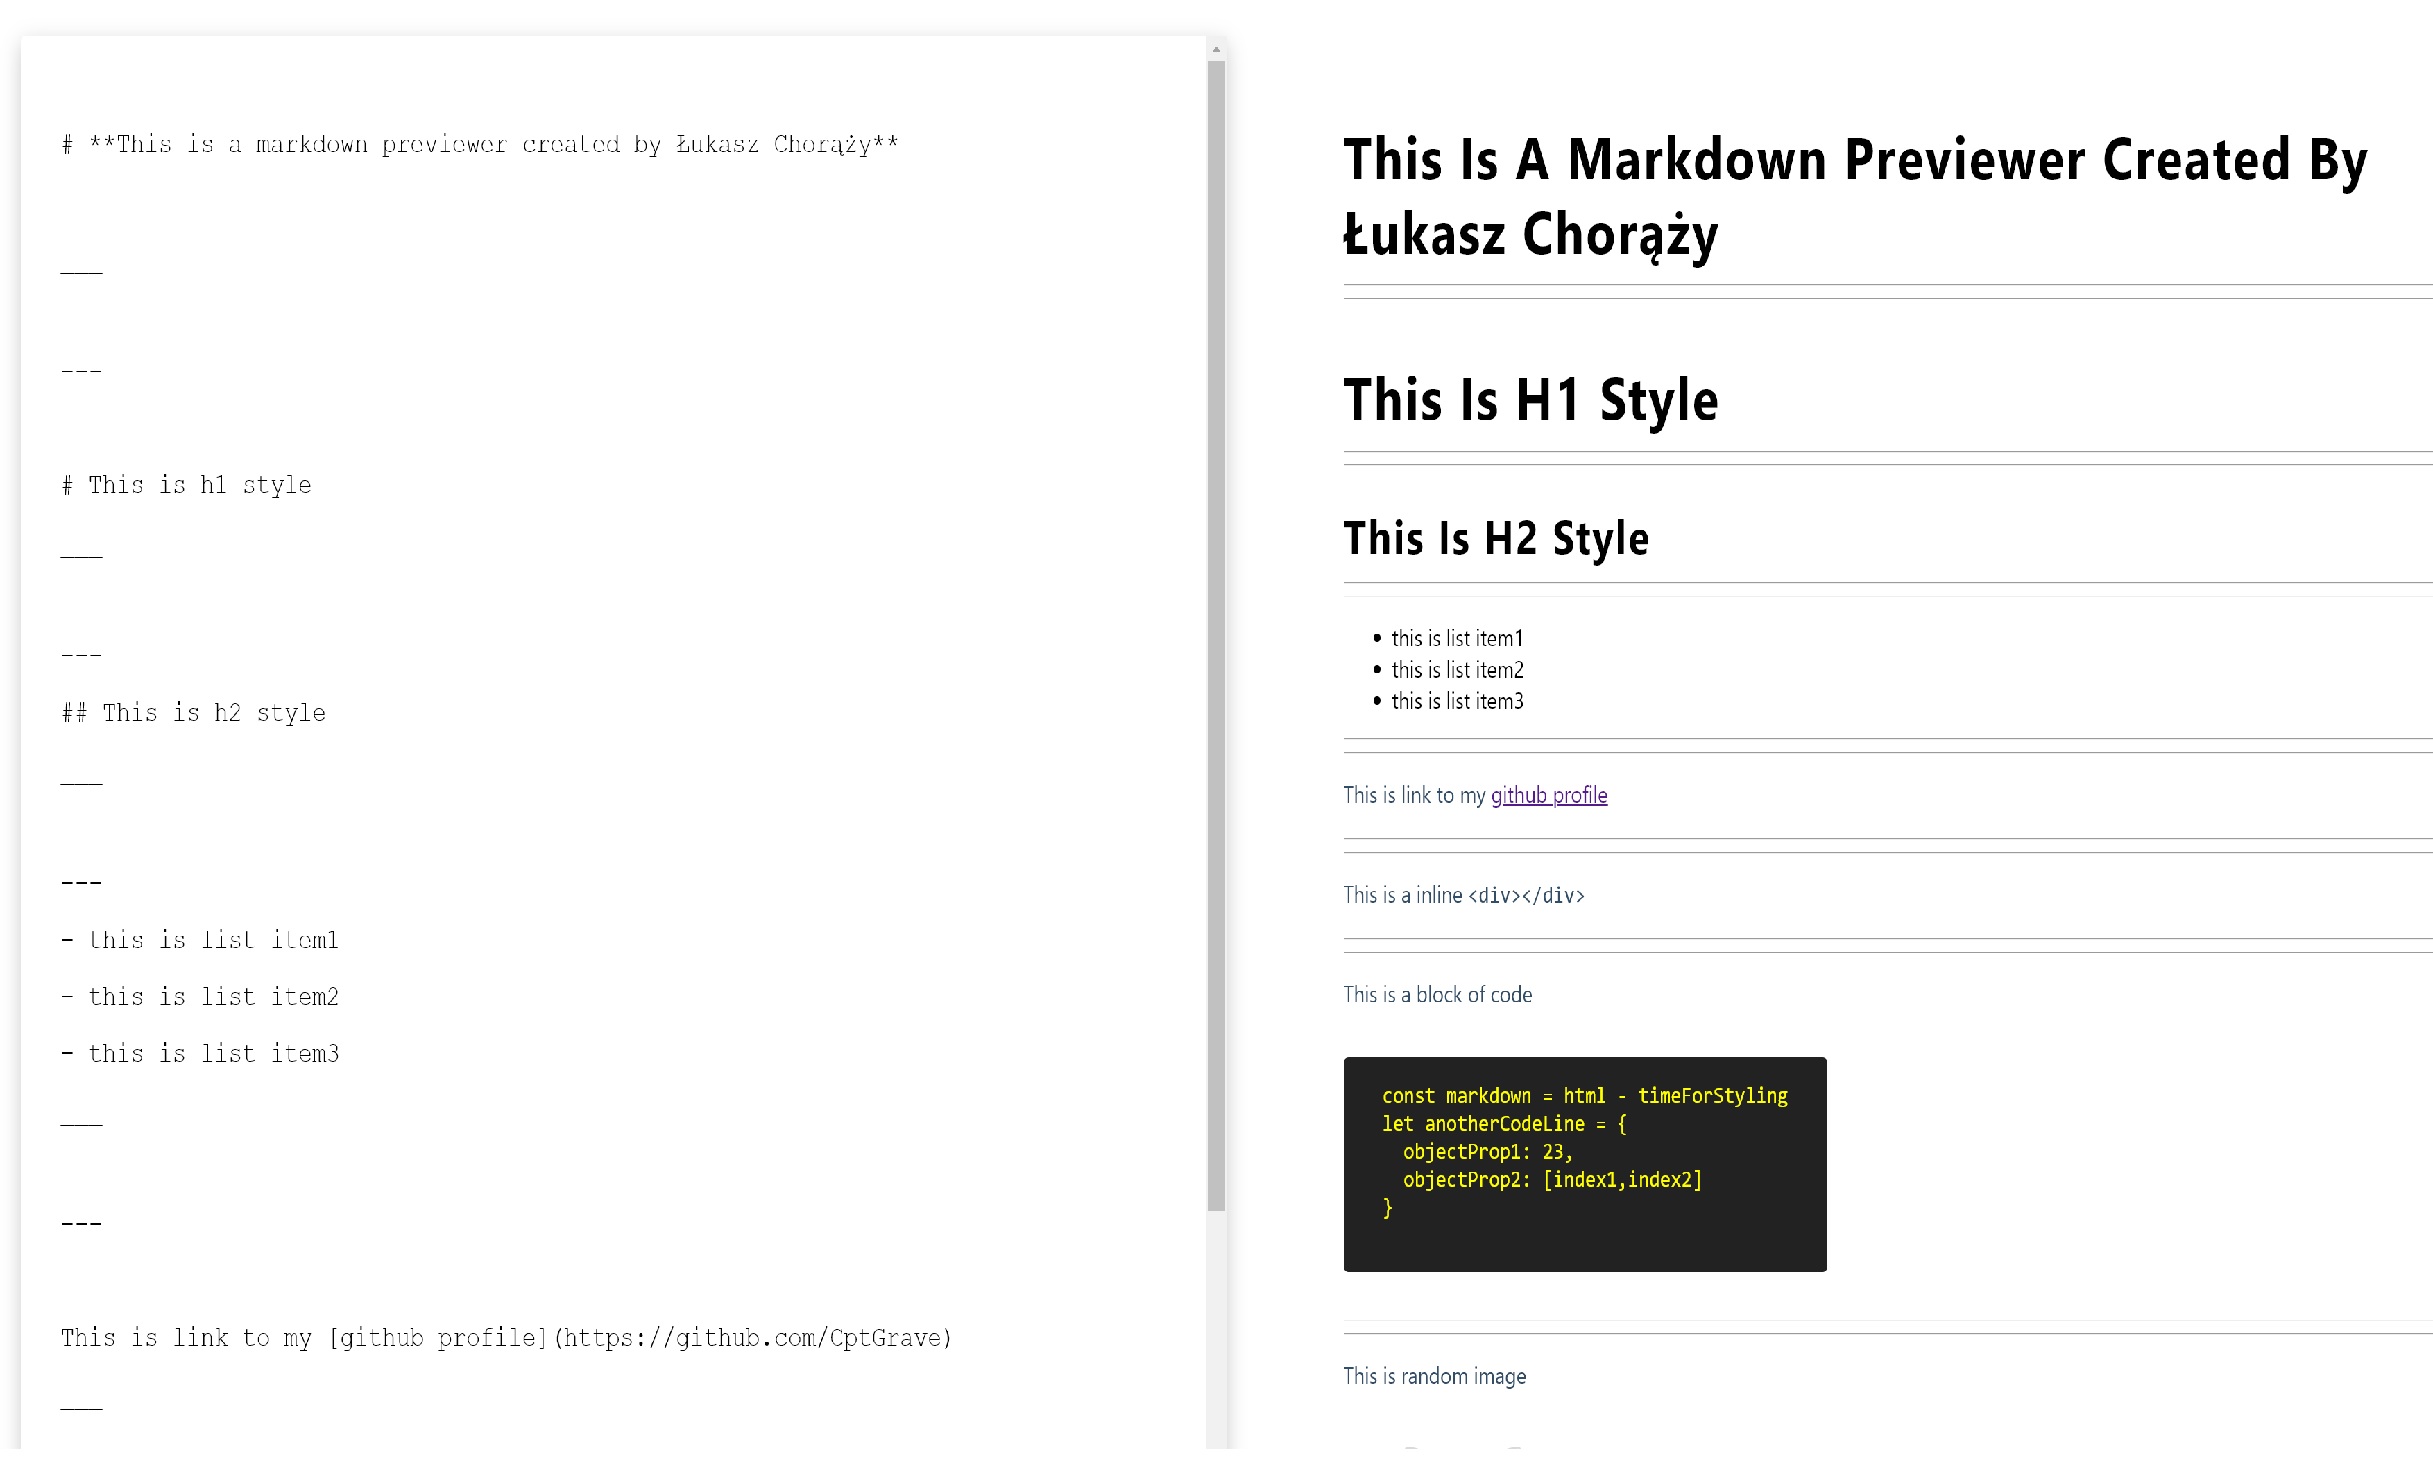 # **This is a markdown previewer created by Łukasz Chorąży**
___
---
# This is h1 style
___
---
## This is h2 style
___
---
- this is list item1
- this is list item2
- this is list item3
___
---
This is link to my [github profile](https://github.com/CptGrave)
___
This Is A Markdown Previewer Created By
Łukasz Chorąży
This Is H1 Style
This Is H2 Style
• this is list item1
• this is list item2
• this is list item3
This is link to my github profile
This is a inline <div></div>
This is a block of code
const markdown = html - timeForStyling
let anotherCodeLine = {
  objectProp1: 23,
  objectProp2: [index1,index2]
}
This is random image